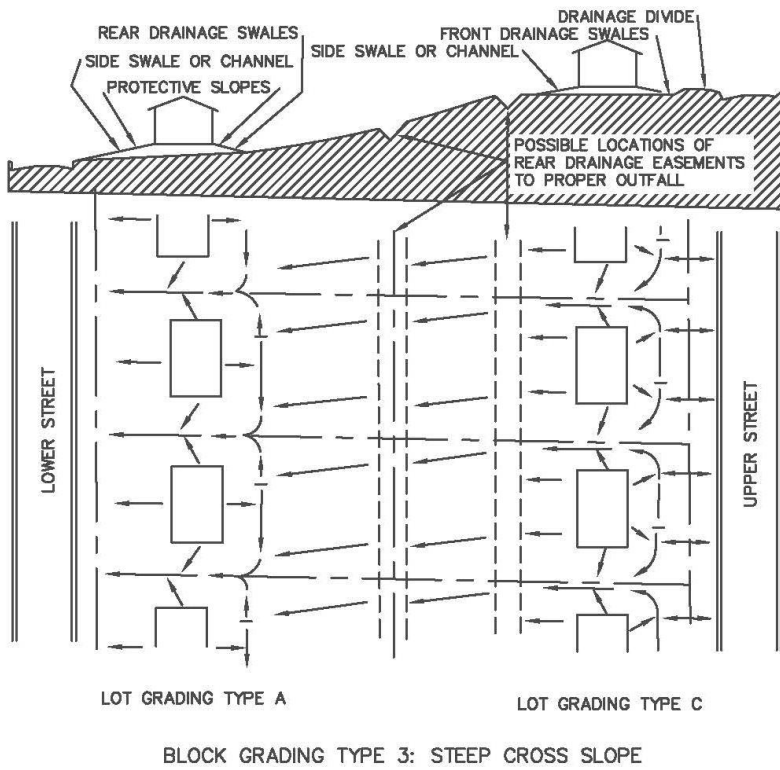 REAR DRAINAGE SWALES
SIDE SWALE OR CHANNEL
PROTECTIVE SLOPES
DRAINAGE DIVIDE
FRONT DRAINAGE SWALES
SIDE SWALE OR CHANNEL
POSSIBLE LOCATIONS OF
REAR DRAINAGE EASEMENTS
TO PROPER OUTFALL
LOWER STREET
UPPER STREET
LOT GRADING TYPE A
LOT GRADING TYPE C
BLOCK GRADING TYPE 3: STEEP CROSS SLOPE